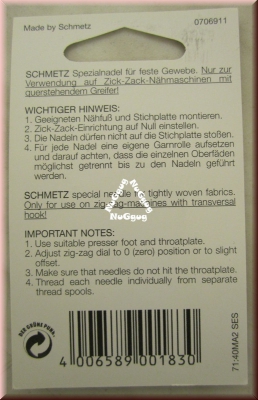 Made by Schmetz
0706911
SCHMETZ Spezialnadel für feste Gewebe. Nur zur
Verwendung auf Zick-Zack-Nähmaschinen mit
querstehendem Greifer!
WICHTIGER HINWEIS:
1. Geeigneten Nähfuß und Stichplatte montieren.
2. Zick-Zack-Einrichtung auf Null einstellen.
3. Die Nadeln dürfen nicht auf die Stichplatte stoßen.
4. Für jede Nadel eine eigene Garnrolle aufsetzen
und darauf achten, dass die einzelnen Oberfäden
möglichst getrennt bis zu den Nadeln geführt
werden.
NuGgug
SCHMETZ special needle for tightly woven fabrics.
Only for use on zig-zag-machines with transversal
hook!
IMPORTANT NOTES:
1. Use suitable presser foot and throatplate.
2. Adjust zig-zag dial to 0 (zero) position or to slight
offset.
3. Make sure that needles do not hit the throatplate.
4. Thread each needle individually from separate
thread spools.
DER GRÜNE PUNKT
4 006589 001830
71:40MA2 SES